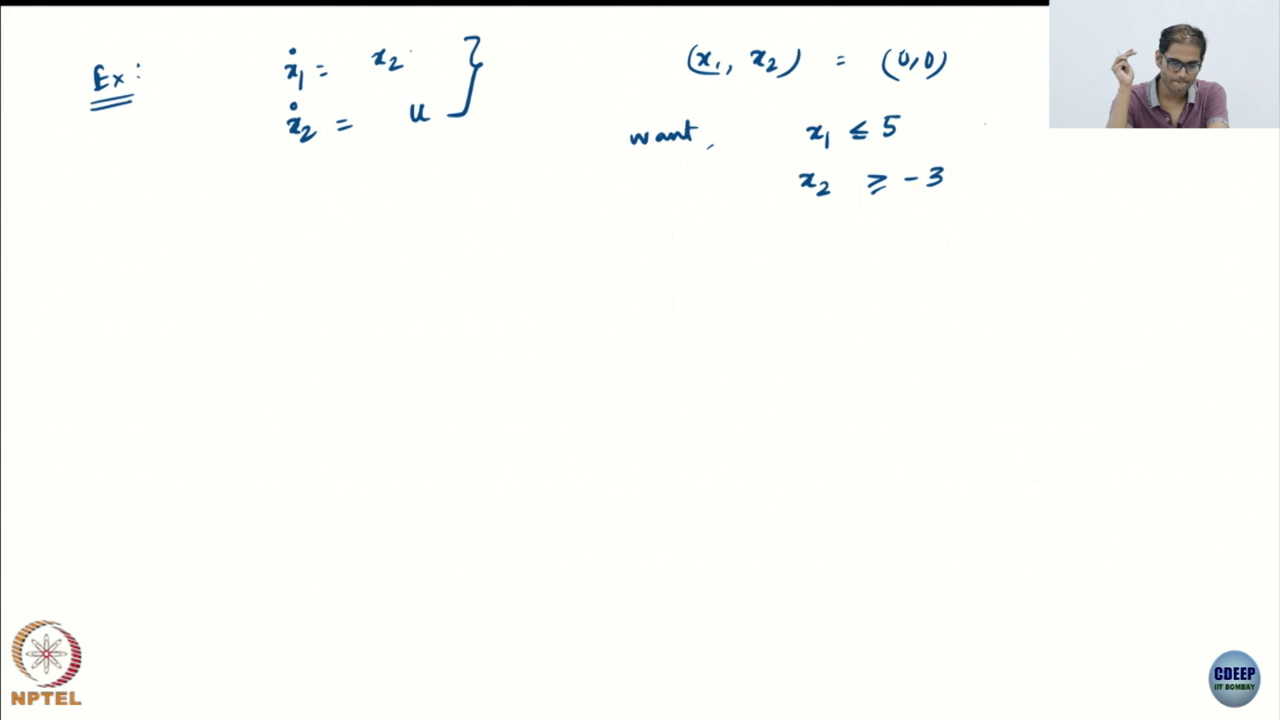 Ex: ẋ₁ = x₂ } (x₁, x₂) = (0,0)
ẋ₂ = u
want, x₁ ≤ 5
x₂ ≥ -3
NPTEL
CDEEP
IIT BOMBAY